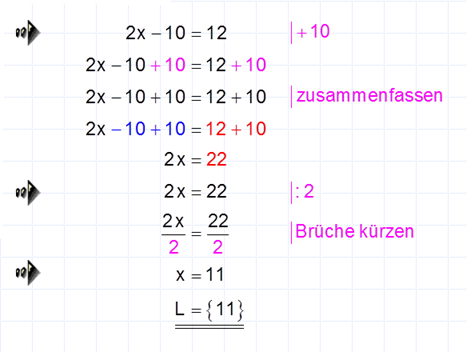 2x − 10 = 12 | + 10
2x − 10 + 10 = 12 + 10
2x − 10 + 10 = 12 + 10 | zusammenfassen
2x − 10 + 10 = 12 + 10
2x = 22
2x = 22 | : 2
2x/2 = 22/2 | Brüche kürzen
x = 11
L = {11}